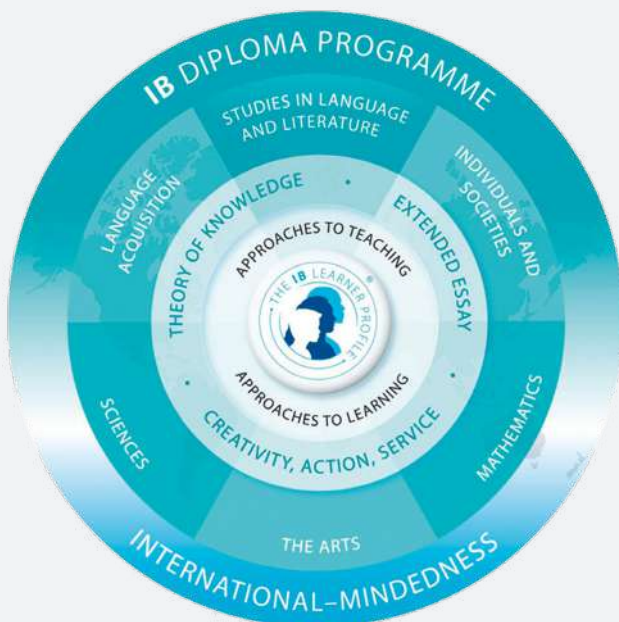 IB DIPLOMA PROGRAMME
STUDIES IN LANGUAGE
AND LITERATURE
LANGUAGE
ACQUISITION
INDIVIDUALS AND
SOCIETIES
THEORY OF KNOWLEDGE
·
EXTENDED ESSAY
APPROACHES TO TEACHING
• THE IB LEARNER PROFILE • ®
APPROACHES TO LEARNING
·
CREATIVITY, ACTION, SERVICE
·
SCIENCES
MATHEMATICS
THE ARTS
INTERNATIONAL–MINDEDNESS